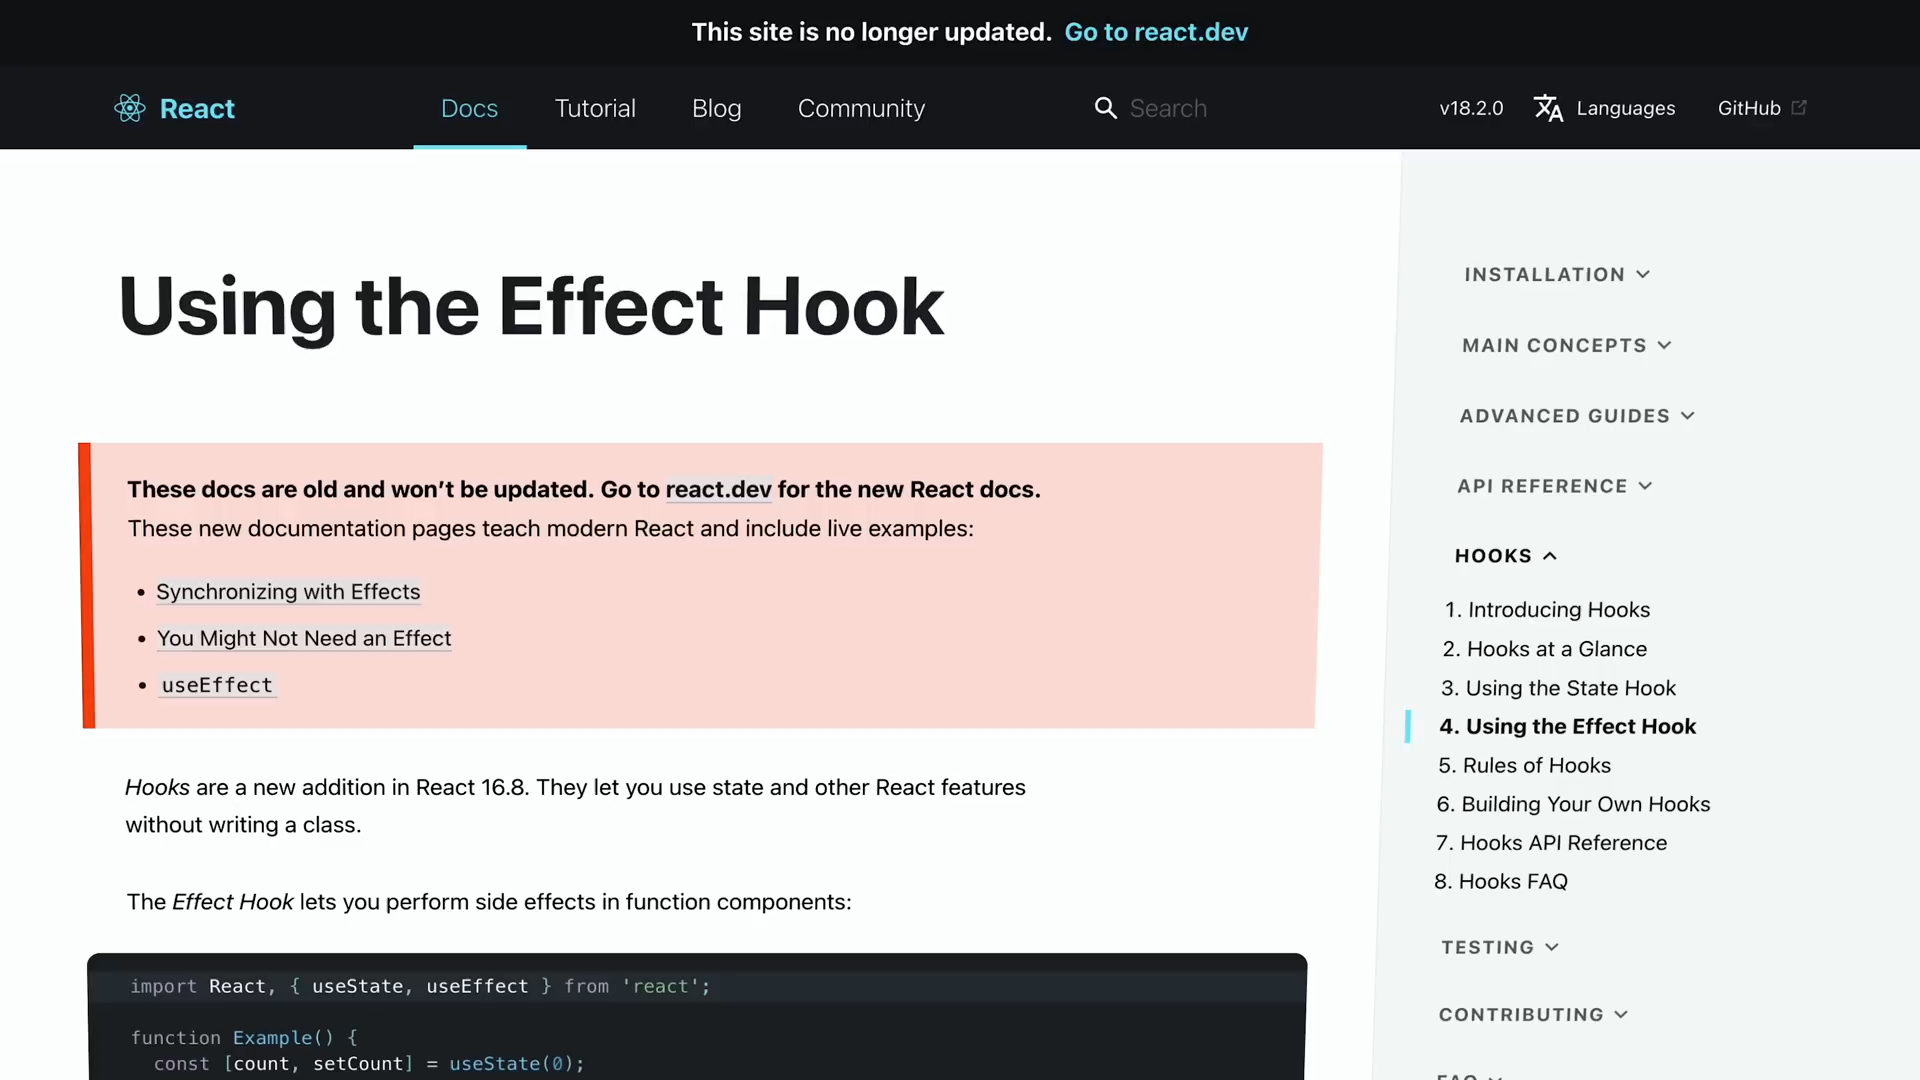 This site is no longer updated. Go to react.dev
React Docs Tutorial Blog Community Search v18.2.0 Languages GitHub
Using the Effect Hook
These docs are old and won’t be updated. Go to react.dev for the new React docs.
These new documentation pages teach modern React and include live examples:
• Synchronizing with Effects
• You Might Not Need an Effect
• useEffect
Hooks are a new addition in React 16.8. They let you use state and other React features
without writing a class.
The Effect Hook lets you perform side effects in function components:
import React, { useState, useEffect } from 'react';
function Example() {
const [count, setCount] = useState(0);
INSTALLATION
MAIN CONCEPTS
ADVANCED GUIDES
API REFERENCE
HOOKS
1. Introducing Hooks
2. Hooks at a Glance
3. Using the State Hook
4. Using the Effect Hook
5. Rules of Hooks
6. Building Your Own Hooks
7. Hooks API Reference
8. Hooks FAQ
TESTING
CONTRIBUTING
FAQ